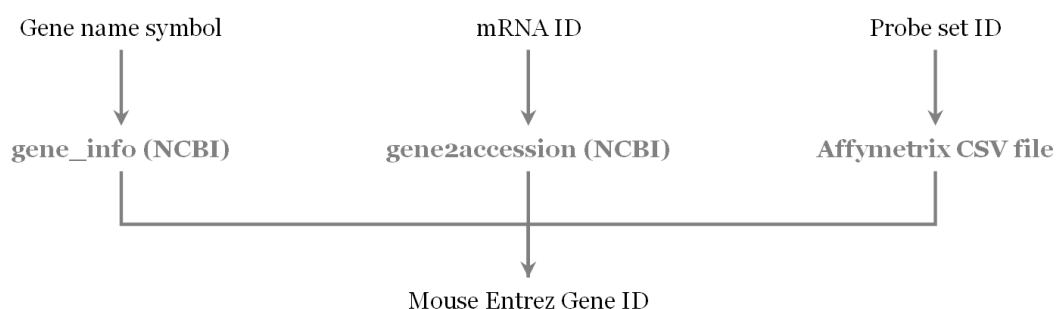 Gene name symbol
mRNA ID
Probe set ID
gene_info (NCBI)
gene2accession (NCBI)
Affymetrix CSV file
Mouse Entrez Gene ID